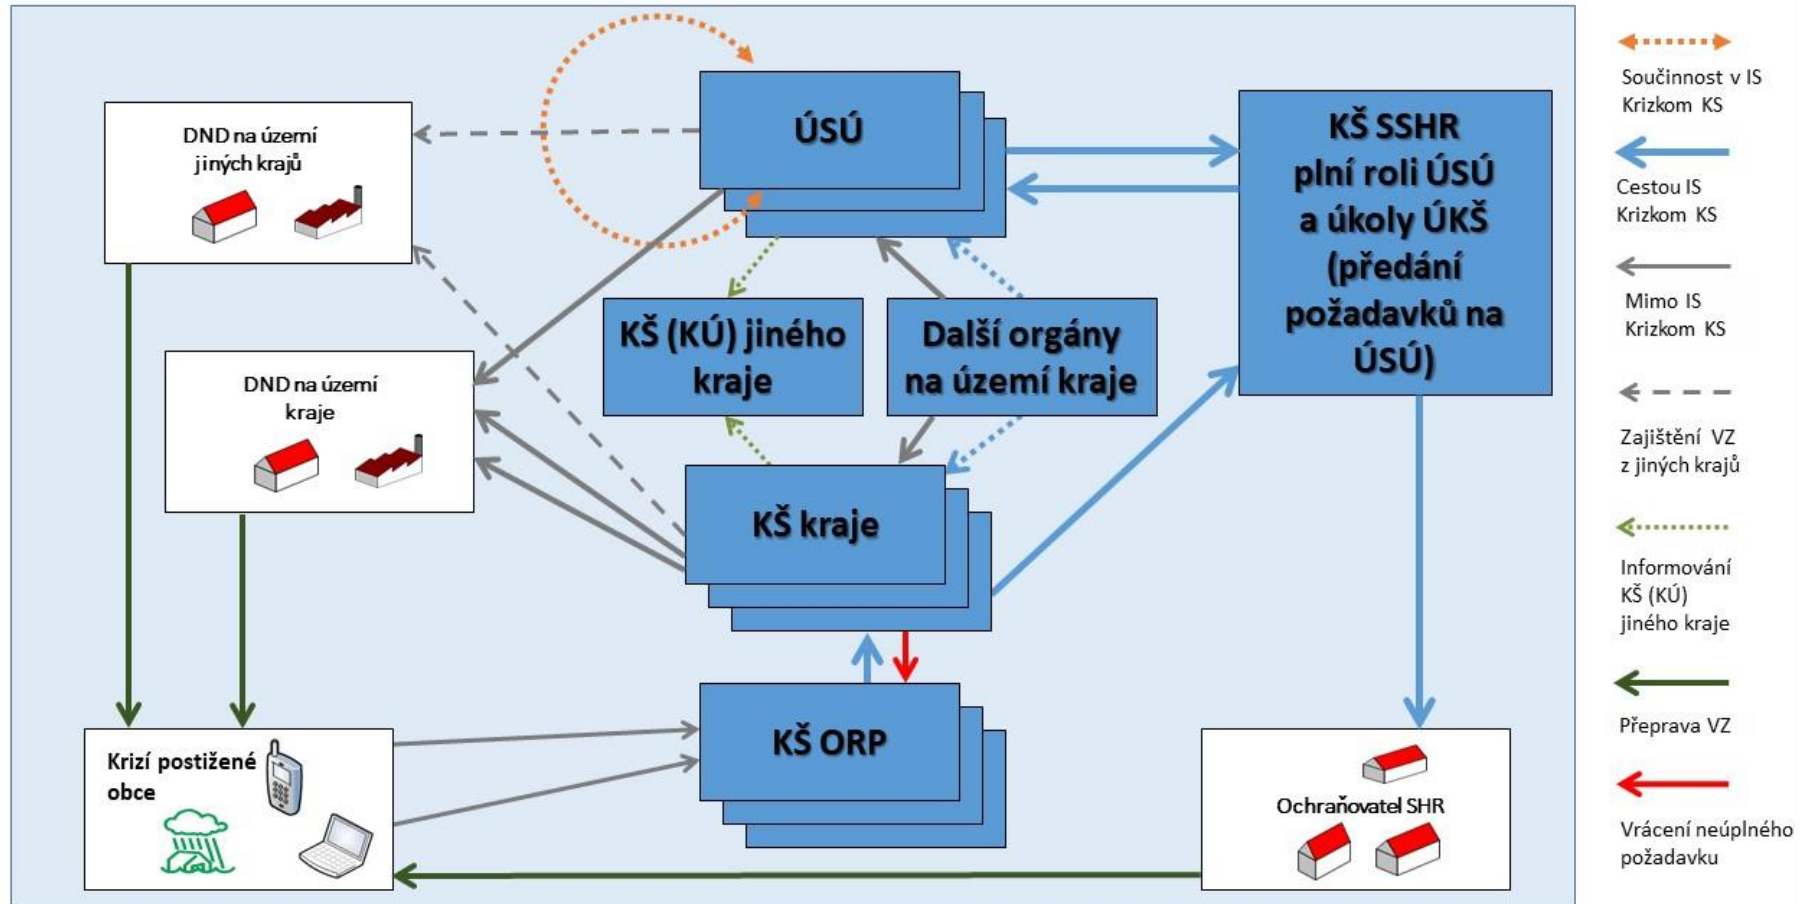 DND na území
jiných krajů
ÚSÚ
KŠ SSHR
plní roli ÚSÚ
a úkoly ÚKŠ
(předání
požadavků na
ÚSÚ)
KŠ (KÚ) jiného
kraje
Další orgány
na území kraje
DND na území
kraje
KŠ kraje
KŠ ORP
Krizí postižené
obce
Ochraňovatel SHR
Součinnost v IS
Krizkom KS
Cestou IS
Krizkom KS
Mimo IS
Krizkom KS
Zajištění VZ
z jiných krajů
Informování
KŠ (KÚ)
jiného kraje
Přeprava VZ
Vrácení neúplného
požadavku